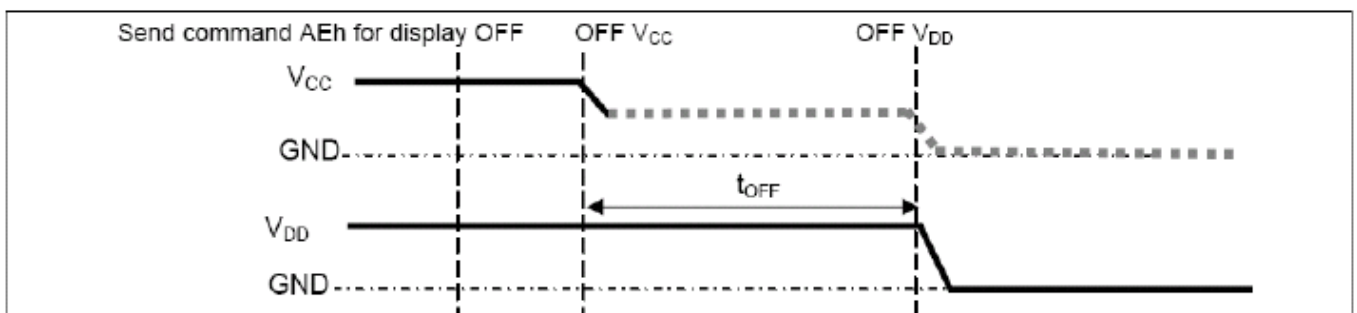 Send command AEh for display OFF OFF VCC OFF VDD
VCC
GND
tOFF
VDD
GND